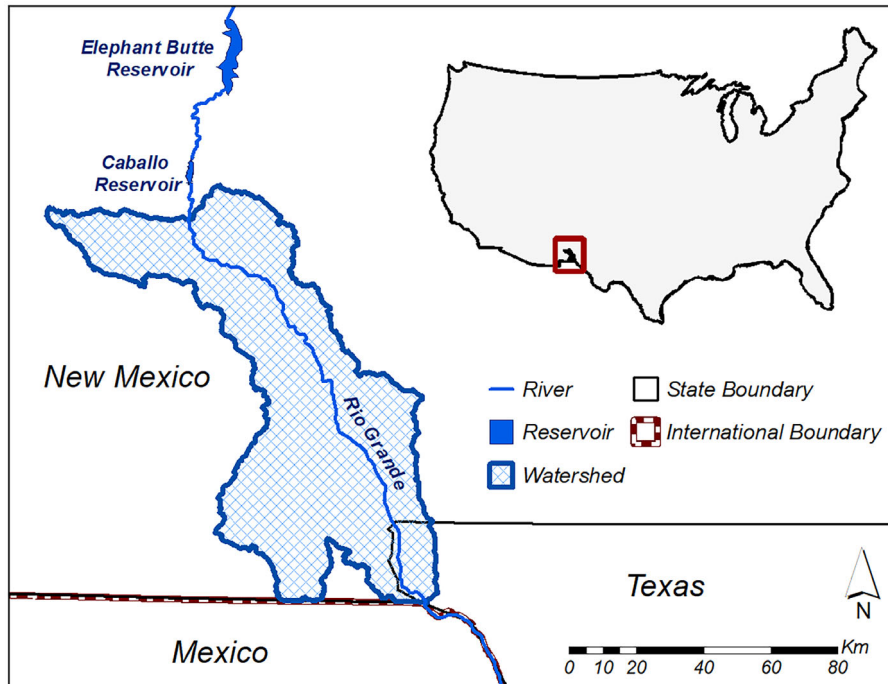 Elephant Butte
Reservoir
Caballo
Reservoir
New Mexico
Rio Grande
River
State Boundary
Reservoir
International Boundary
Watershed
Texas
N
Mexico
Km
0 10 20 40 60 80